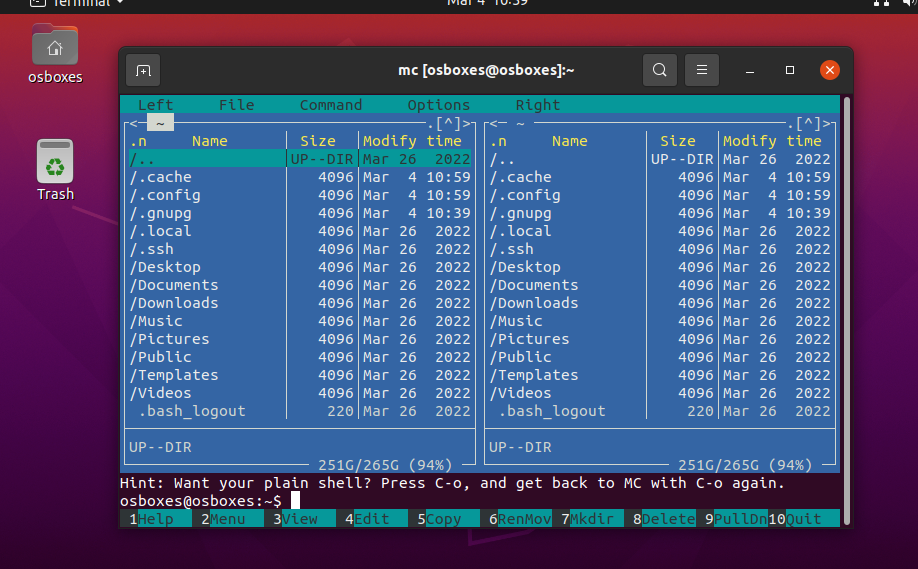 Terminal
Mar 4 10:59
osboxes
Trash
mc [osboxes@osboxes]:~
Left File Command Options Right
<─ ~ .[^]> <─ ~ .[^]>
.n Name Size Modify time .n Name Size Modify time
/.. UP--DIR Mar 26 2022 /.. UP--DIR Mar 26 2022
/.cache 4096 Mar 4 10:59 /.cache 4096 Mar 4 10:59
/.config 4096 Mar 4 10:59 /.config 4096 Mar 4 10:59
/.gnupg 4096 Mar 4 10:39 /.gnupg 4096 Mar 4 10:39
/.local 4096 Mar 26 2022 /.local 4096 Mar 26 2022
/.ssh 4096 Mar 26 2022 /.ssh 4096 Mar 26 2022
/Desktop 4096 Mar 26 2022 /Desktop 4096 Mar 26 2022
/Documents 4096 Mar 26 2022 /Documents 4096 Mar 26 2022
/Downloads 4096 Mar 26 2022 /Downloads 4096 Mar 26 2022
/Music 4096 Mar 26 2022 /Music 4096 Mar 26 2022
/Pictures 4096 Mar 26 2022 /Pictures 4096 Mar 26 2022
/Public 4096 Mar 26 2022 /Public 4096 Mar 26 2022
/Templates 4096 Mar 26 2022 /Templates 4096 Mar 26 2022
/Videos 4096 Mar 26 2022 /Videos 4096 Mar 26 2022
.bash_logout 220 Mar 26 2022 .bash_logout 220 Mar 26 2022
UP--DIR UP--DIR
251G/265G (94%) 251G/265G (94%)
Hint: Want your plain shell? Press C-o, and get back to MC with C-o again.
osboxes@osboxes:~$
1Help 2Menu 3View 4Edit 5Copy 6RenMov 7Mkdir 8Delete 9PullDn 10Quit